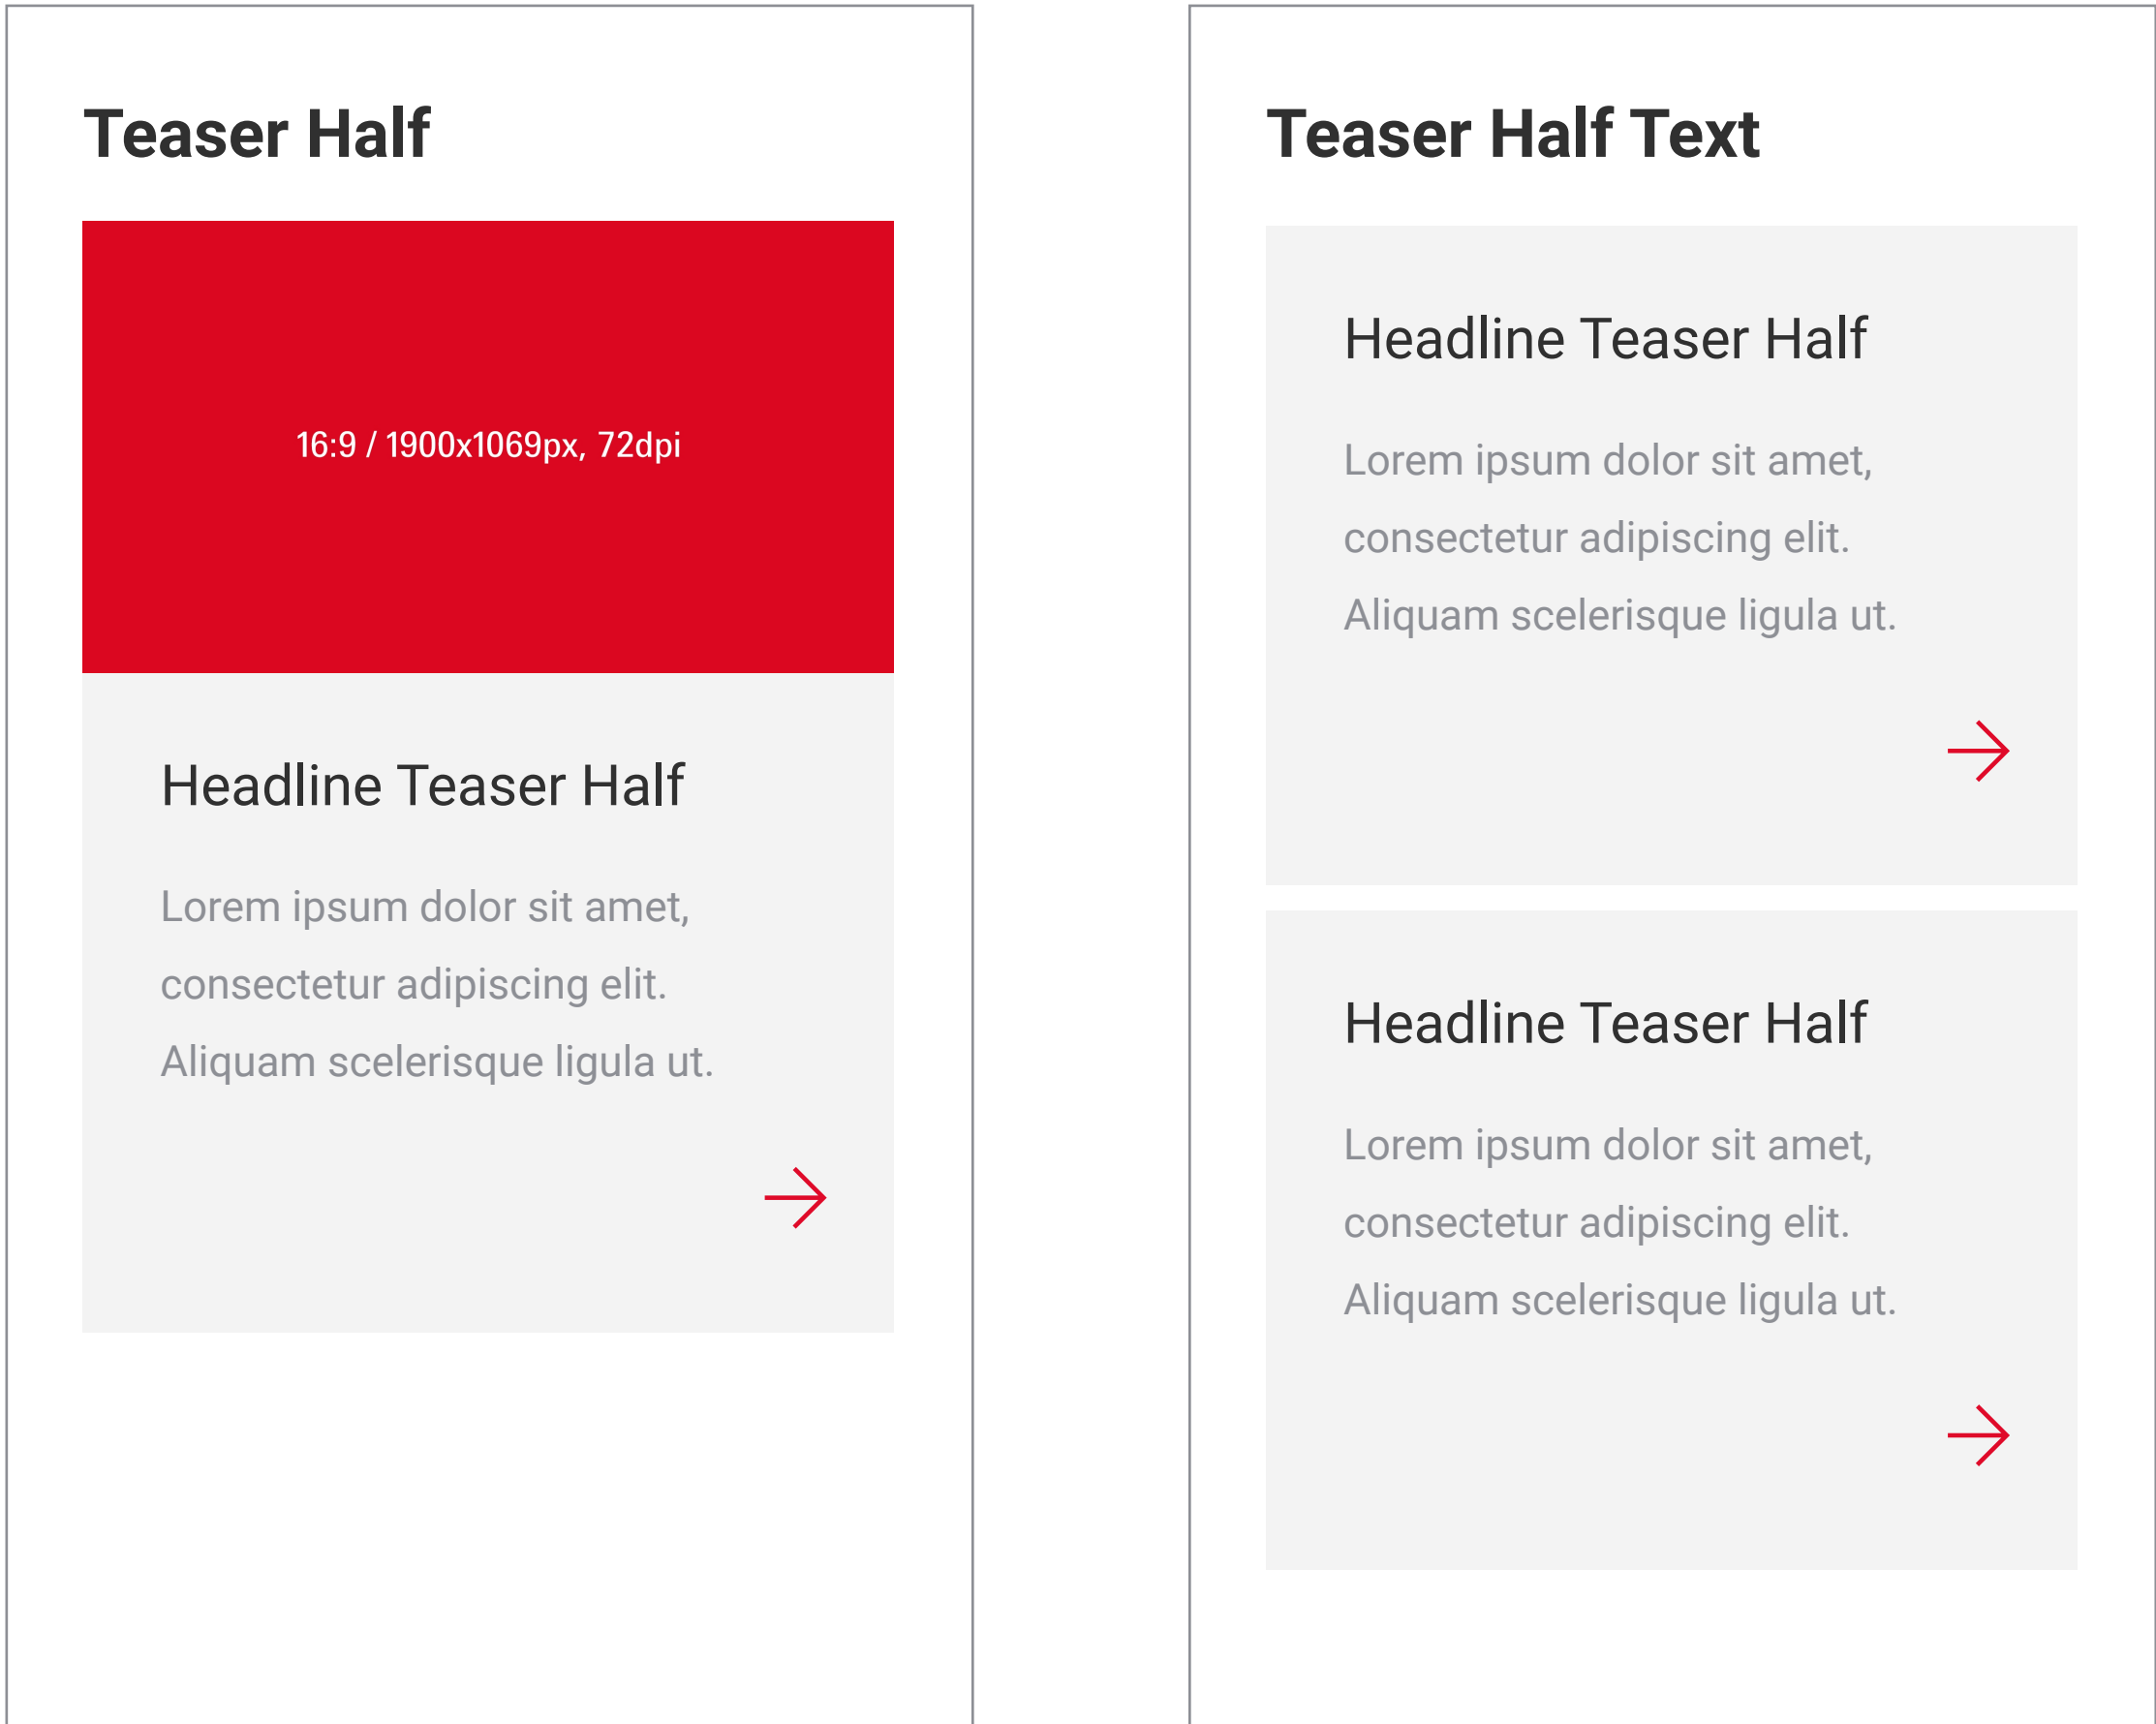 Teaser Half
16:9 / 1900x1069px, 72dpi
Headline Teaser Half
Lorem ipsum dolor sit amet,
consectetur adipiscing elit.
Aliquam scelerisque ligula ut.
Teaser Half Text
Headline Teaser Half
Lorem ipsum dolor sit amet,
consectetur adipiscing elit.
Aliquam scelerisque ligula ut.
Headline Teaser Half
Lorem ipsum dolor sit amet,
consectetur adipiscing elit.
Aliquam scelerisque ligula ut.